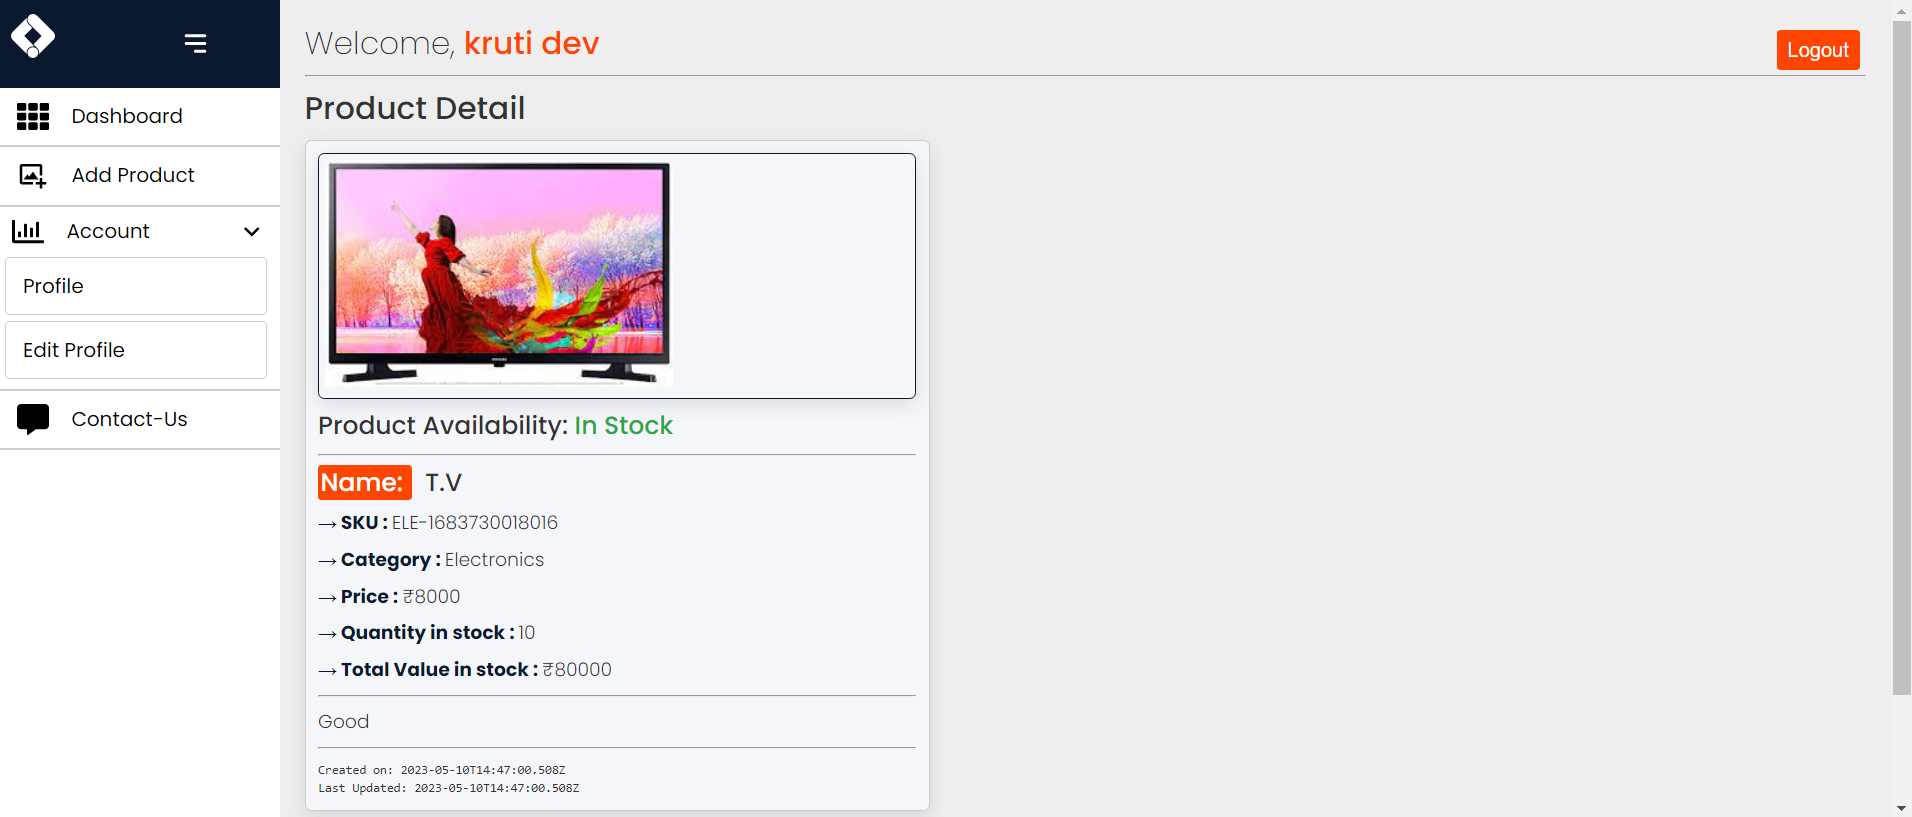 Welcome, kruti dev
Logout
Dashboard
Add Product
Account
Profile
Edit Profile
Contact-Us
Product Detail
Product Availability: In Stock
Name: T.V
→ SKU : ELE-1683730018016
→ Category : Electronics
→ Price : ₹8000
→ Quantity in stock : 10
→ Total Value in stock : ₹80000
Good
Created on: 2023-05-10T14:47:00.508Z
Last Updated: 2023-05-10T14:47:00.508Z